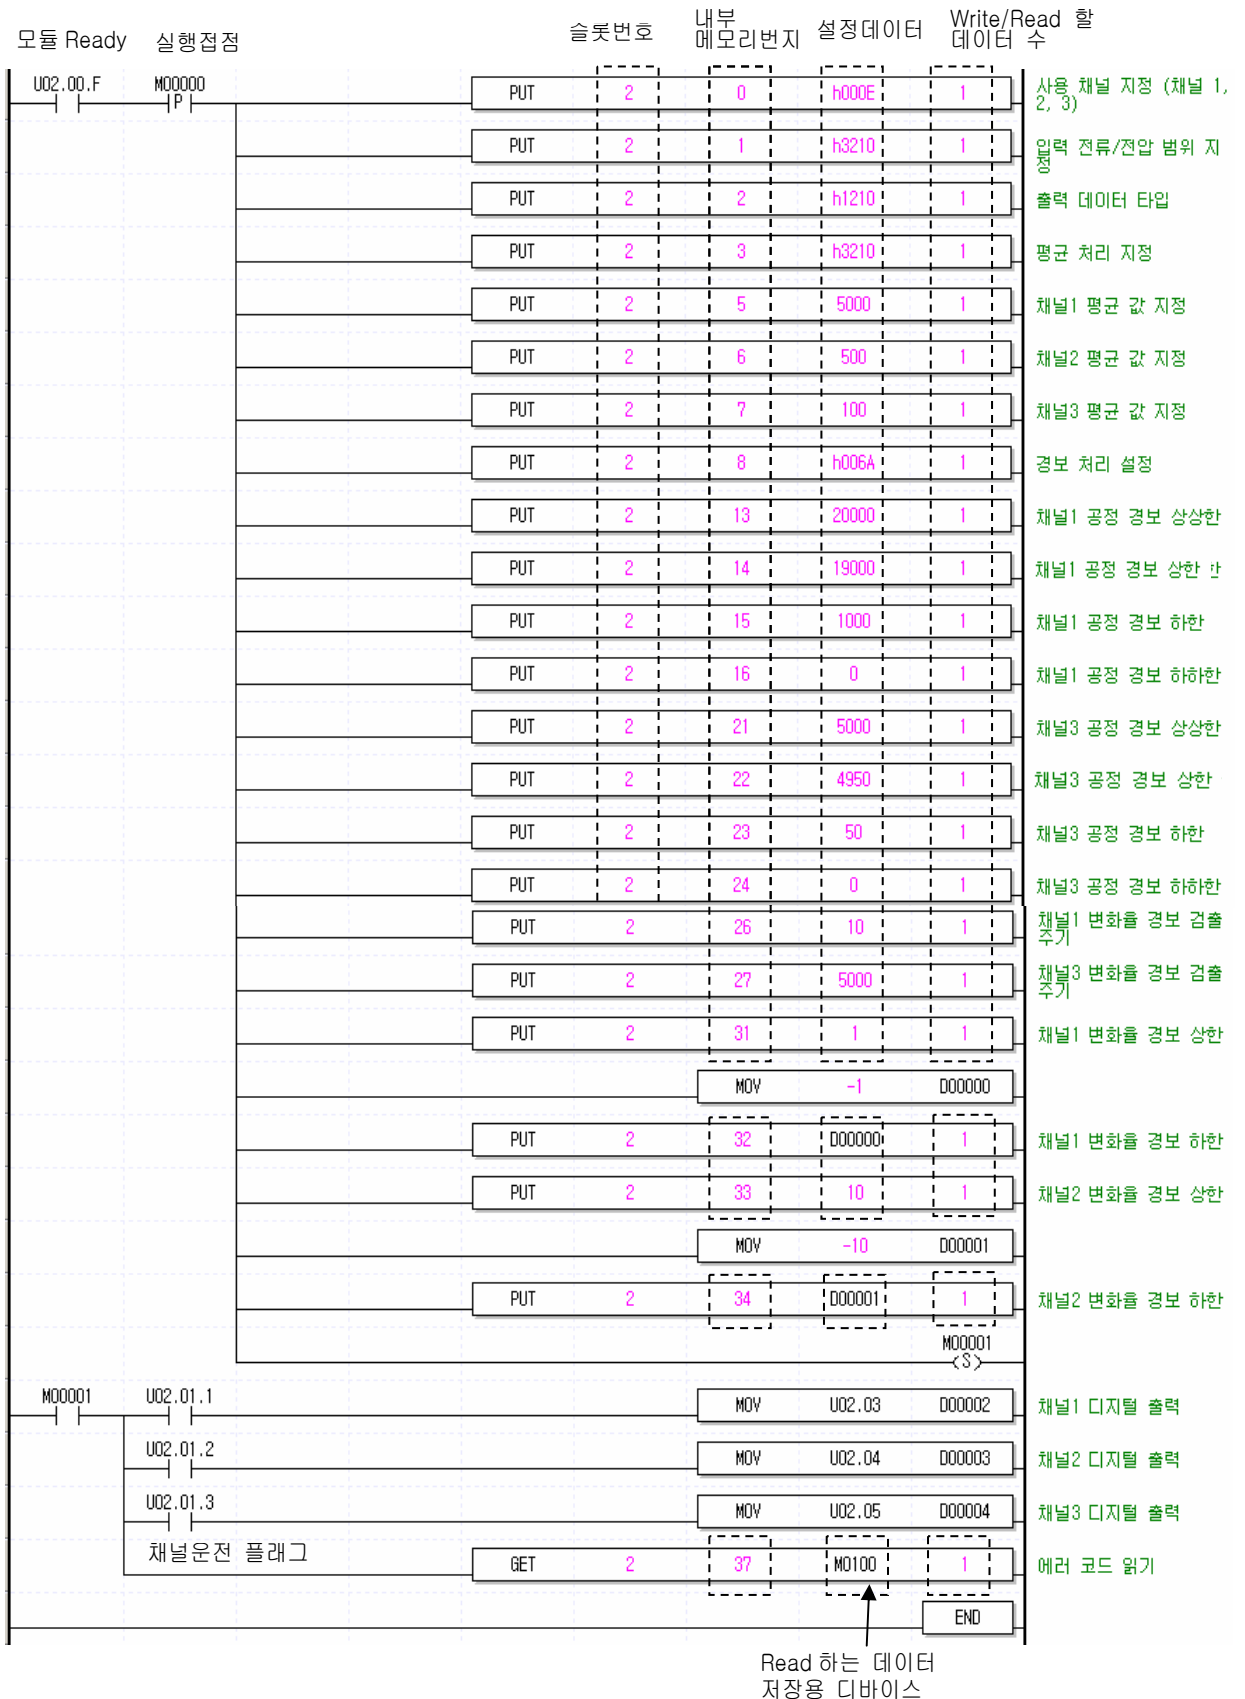 모듈 Ready 실행접점 슬롯번호 내부 메모리번지 설정데이터 Write/Read 할 데이터 수
U02.00.F M00000
P
PUT 2 0 h000E 1 사용 채널 지정 (채널 1, 2, 3)
PUT 2 1 h3210 1 입력 전류/전압 범위 지정
PUT 2 2 h1210 1 출력 데이터 타입
PUT 2 3 h3210 1 평균 처리 지정
PUT 2 5 5000 1 채널1 평균 값 지정
PUT 2 6 500 1 채널2 평균 값 지정
PUT 2 7 100 1 채널3 평균 값 지정
PUT 2 8 h006A 1 경보 처리 설정
PUT 2 13 20000 1 채널1 공정 경보 상상한
PUT 2 14 19000 1 채널1 공정 경보 상한
PUT 2 15 1000 1 채널1 공정 경보 하한
PUT 2 16 0 1 채널1 공정 경보 하하한
PUT 2 21 5000 1 채널3 공정 경보 상상한
PUT 2 22 4950 1 채널3 공정 경보 상한
PUT 2 23 50 1 채널3 공정 경보 하한
PUT 2 24 0 1 채널3 공정 경보 하하한
PUT 2 26 10 1 채널1 변화율 경보 검출 주기
PUT 2 27 5000 1 채널3 변화율 경보 검출 주기
PUT 2 31 1 1 채널1 변화율 경보 상한
MOV -1 D00000
PUT 2 32 D00000 1 채널1 변화율 경보 하한
PUT 2 33 10 1 채널2 변화율 경보 상한
MOV -10 D00001
PUT 2 34 D00001 1 채널2 변화율 경보 하한
M00001
(S)
M00001 U02.01.1 MOV U02.03 D00002 채널1 디지털 출력
U02.01.2 MOV U02.04 D00003 채널2 디지털 출력
U02.01.3 MOV U02.05 D00004 채널3 디지털 출력
채널운전 플래그 GET 2 37 M0100 1 에러 코드 읽기
END
Read 하는 데이터
저장용 디바이스